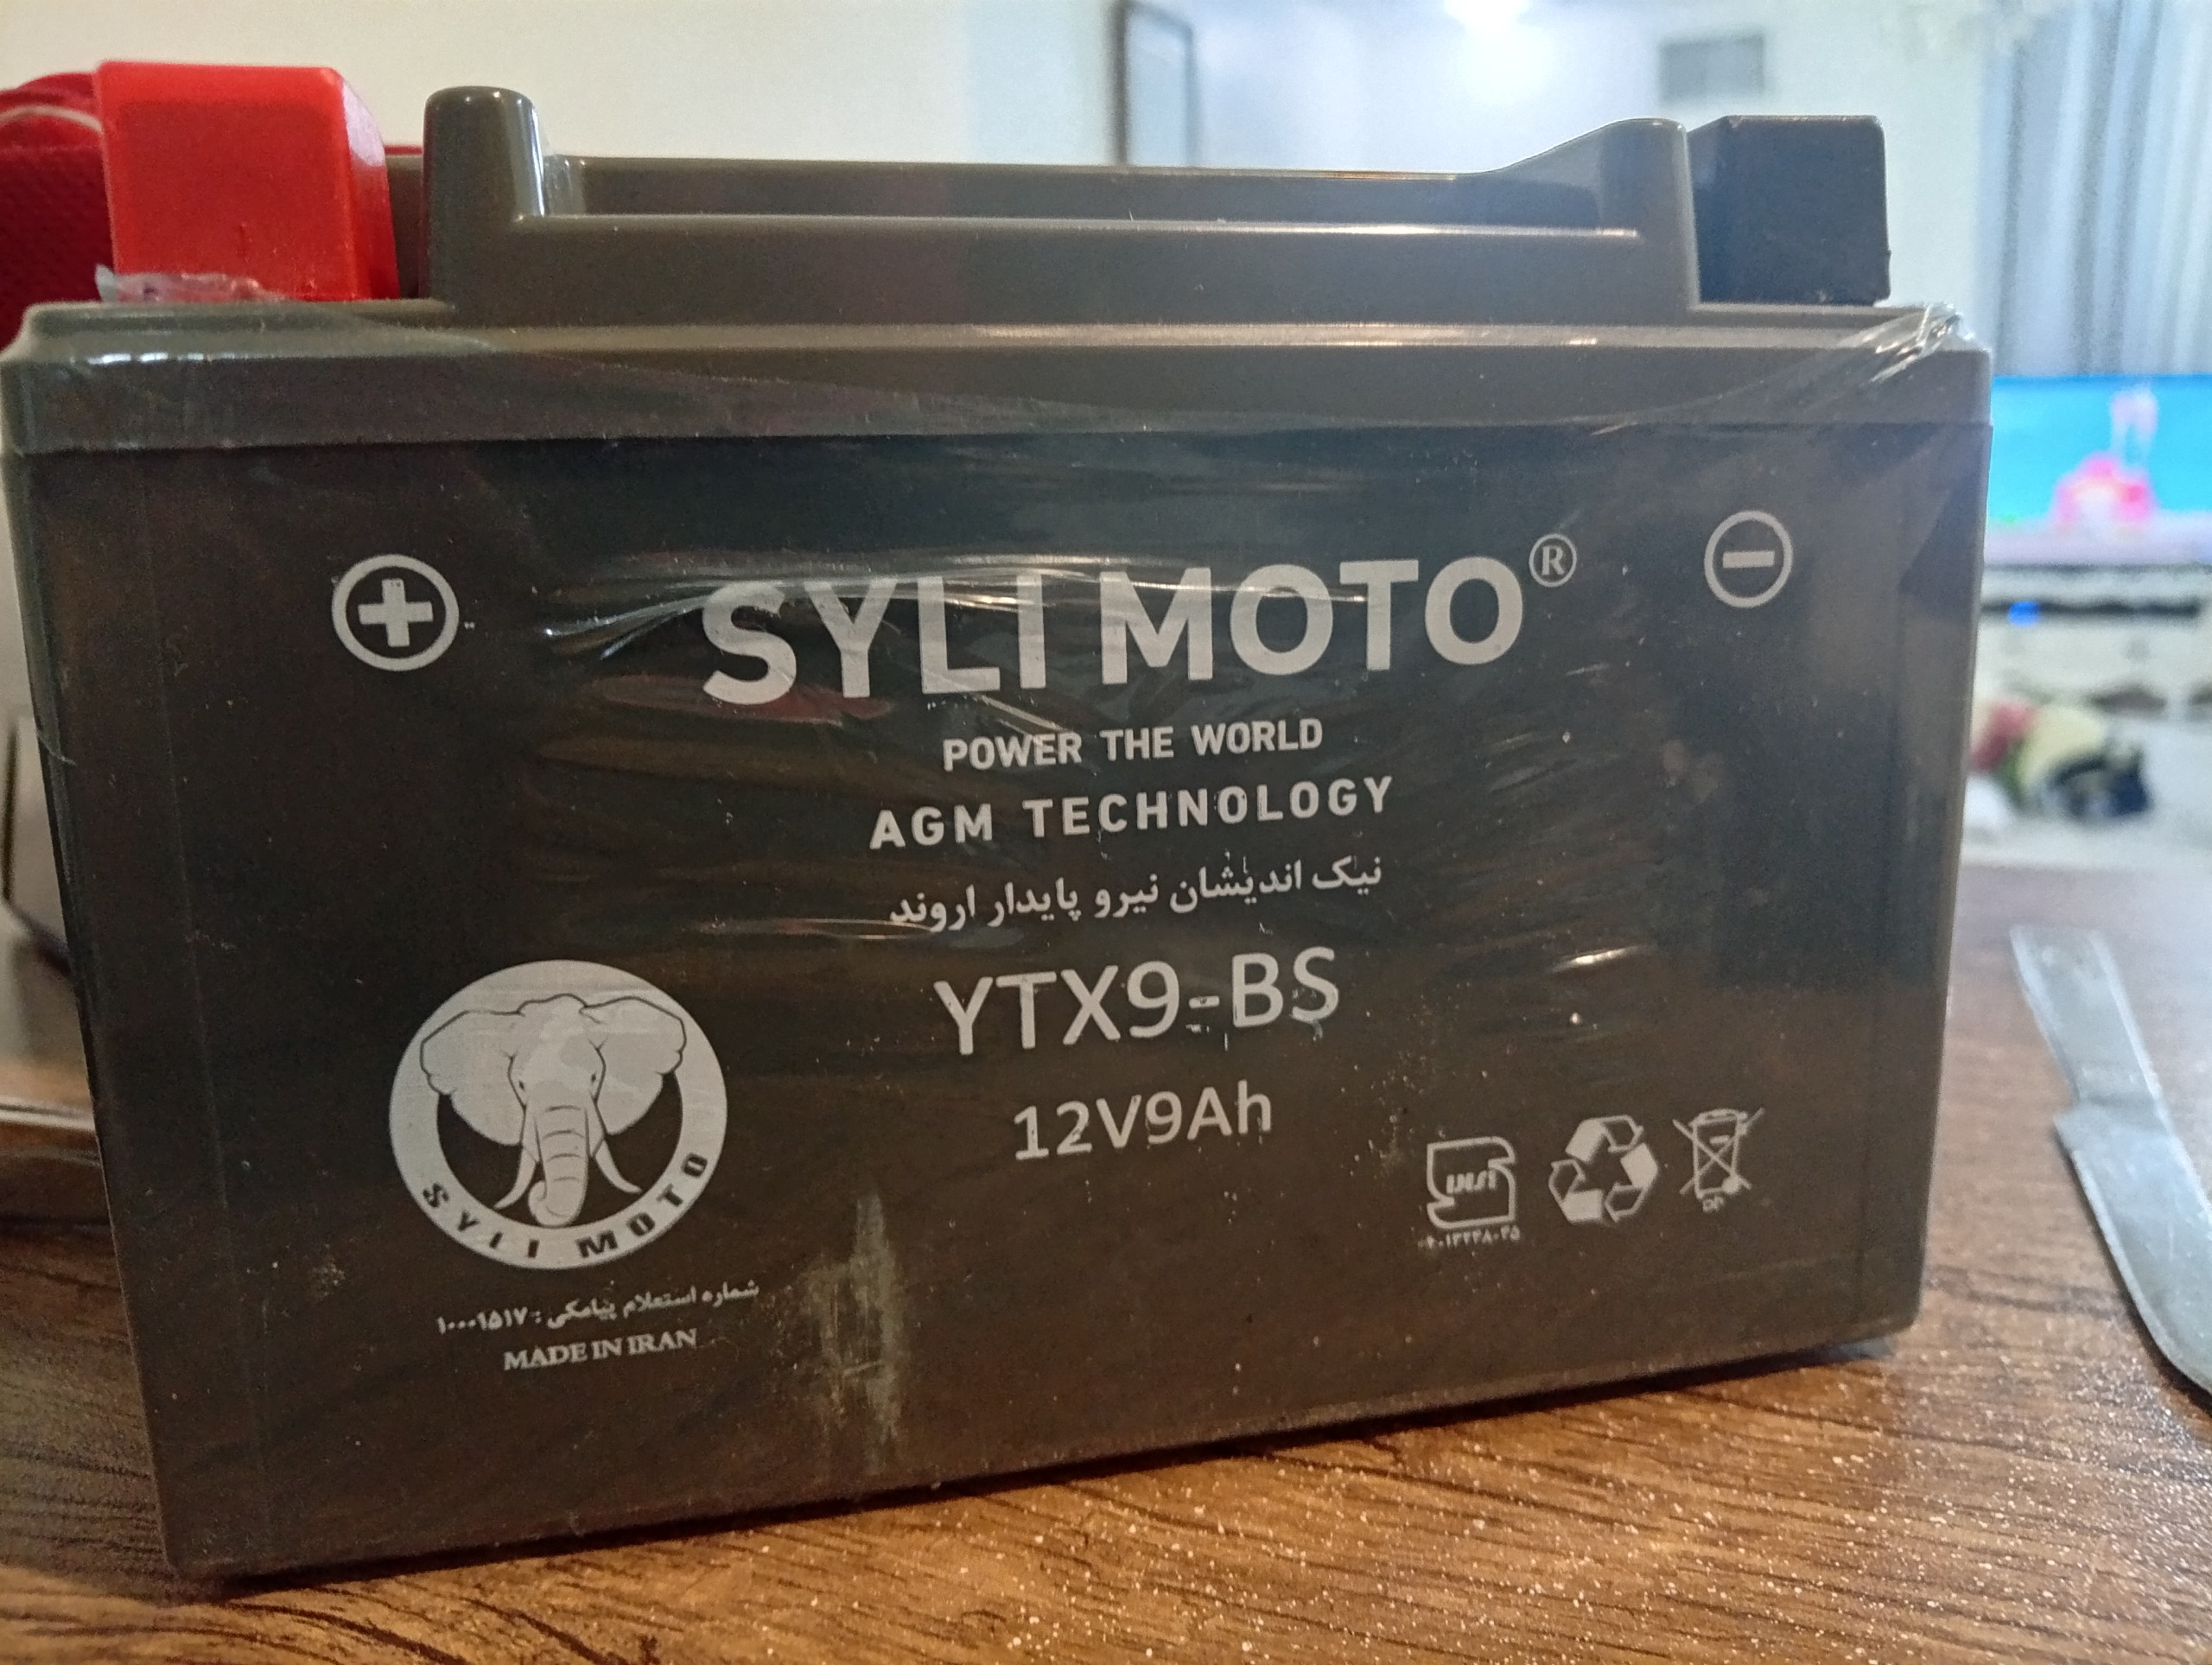 SYLI MOTO®
POWER THE WORLD
AGM TECHNOLOGY
نیک اندیشان نیرو پایدار اروند
YTX9-BS
12V9Ah
SYLI MOTO
شماره استعلام پیامکی : ۱۰۰۰۱۵۱۷
MADE IN IRAN
Pb